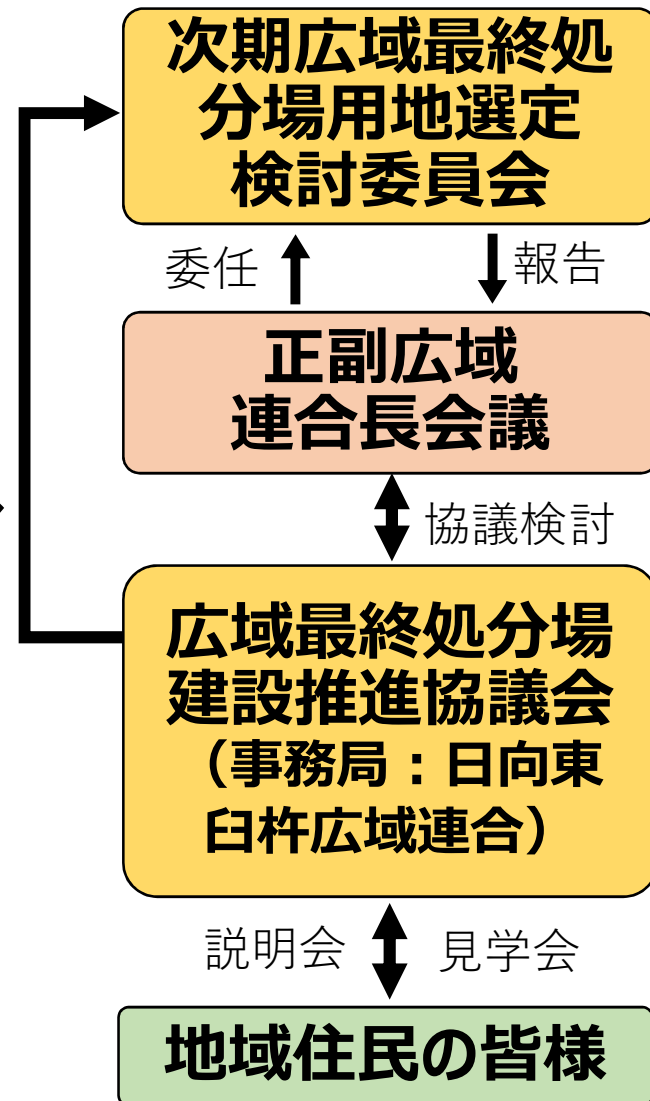 次期広域最終処
分場用地選定
検討委員会
委任
報告
正副広域
連合長会議
協議検討
広域最終処分場
建設推進協議会
（事務局：日向東
臼杵広域連合）
説明会
見学会
地域住民の皆様